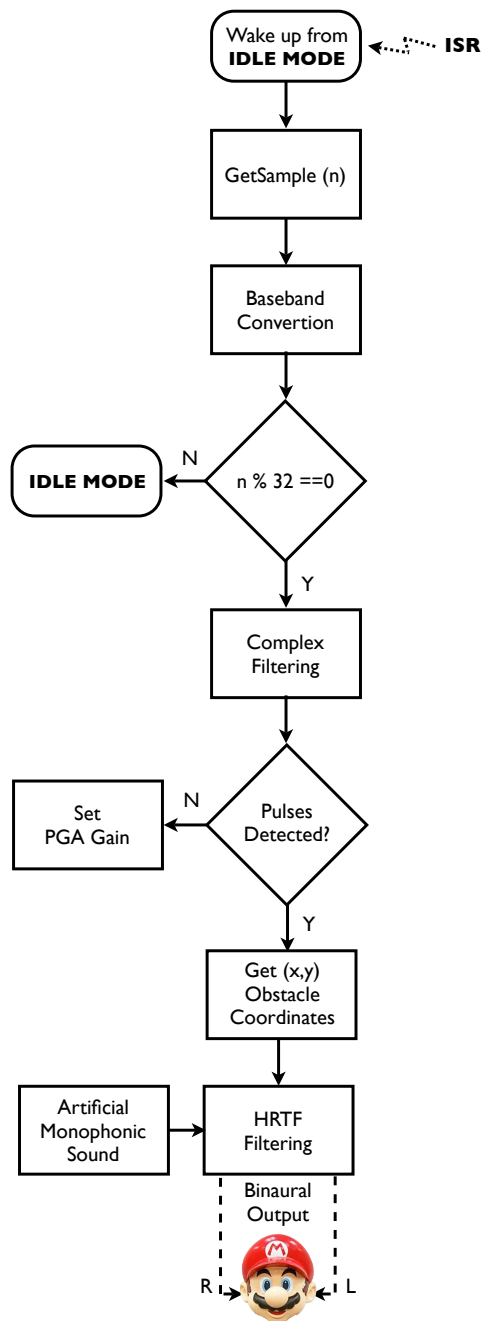 Wake up from
IDLE MODE
ISR
GetSample (n)
Baseband
Convertion
n % 32 ==0
N
IDLE MODE
Y
Complex
Filtering
Pulses
Detected?
N
Set
PGA Gain
Y
Get (x,y)
Obstacle
Coordinates
Artificial
Monophonic
Sound
HRTF
Filtering
Binaural
Output
M
R
L